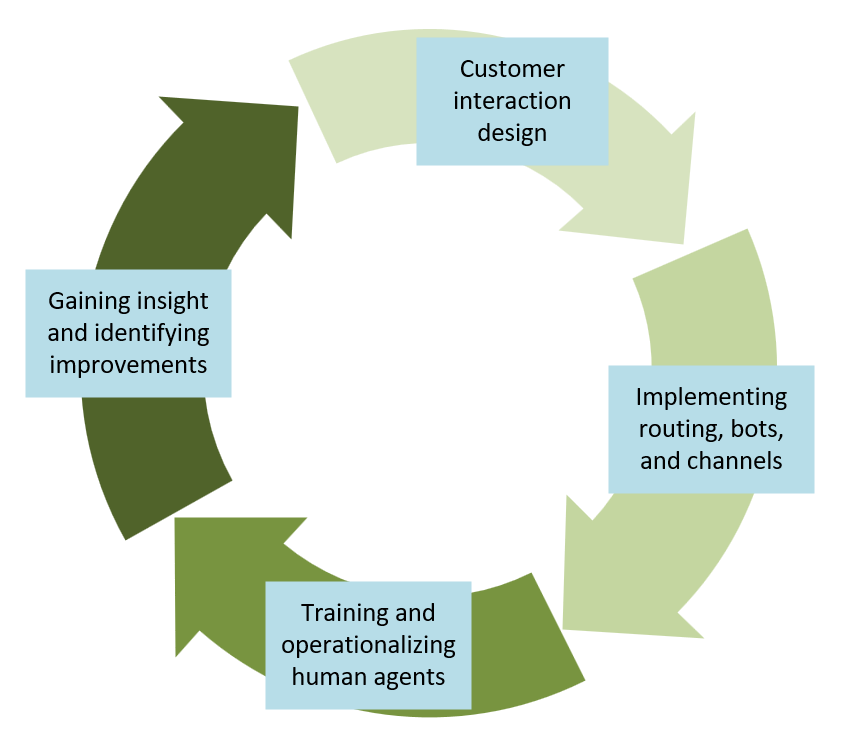 Customer
interaction
design
Implementing
routing, bots,
and channels
Training and
operationalizing
human agents
Gaining insight
and identifying
improvements